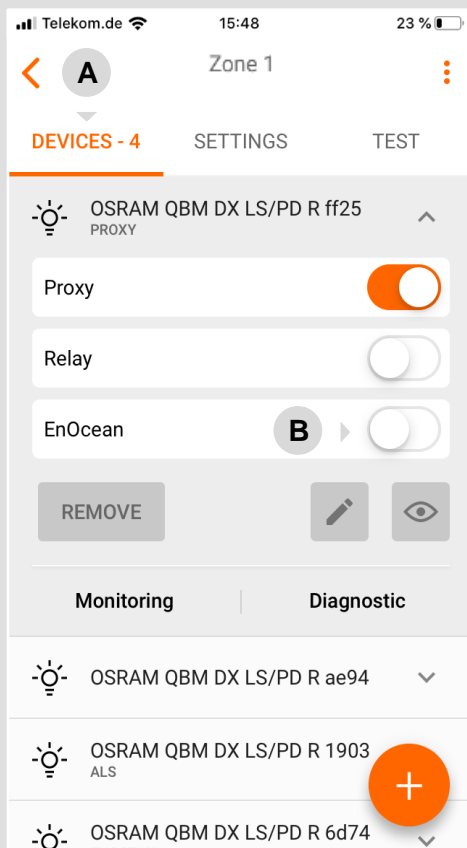 Telekom.de 15:48 23 %
A Zone 1
DEVICES - 4 SETTINGS TEST
OSRAM QBM DX LS/PD R ff25
PROXY
Proxy
Relay
EnOcean B
REMOVE
Monitoring Diagnostic
OSRAM QBM DX LS/PD R ae94
OSRAM QBM DX LS/PD R 1903
ALS
OSRAM QBM DX LS/PD R 6d74